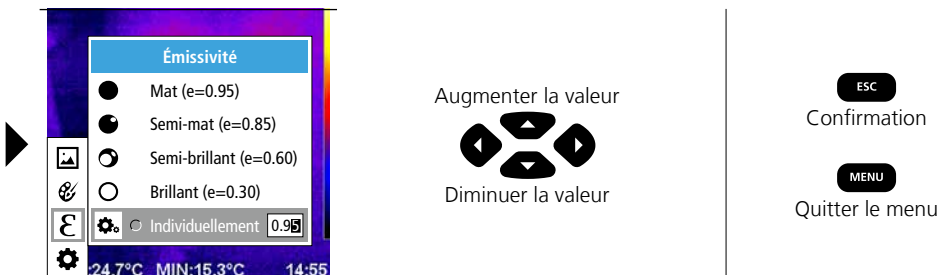 Émissivité
Mat (e=0.95)
Semi-mat (e=0.85)
Semi-brillant (e=0.60)
Brillant (e=0.30)
ε
Individuellement 0.95
:24.7°C MIN:15.3°C 14:55
Augmenter la valeur
Diminuer la valeur
ESC
Confirmation
MENU
Quitter le menu